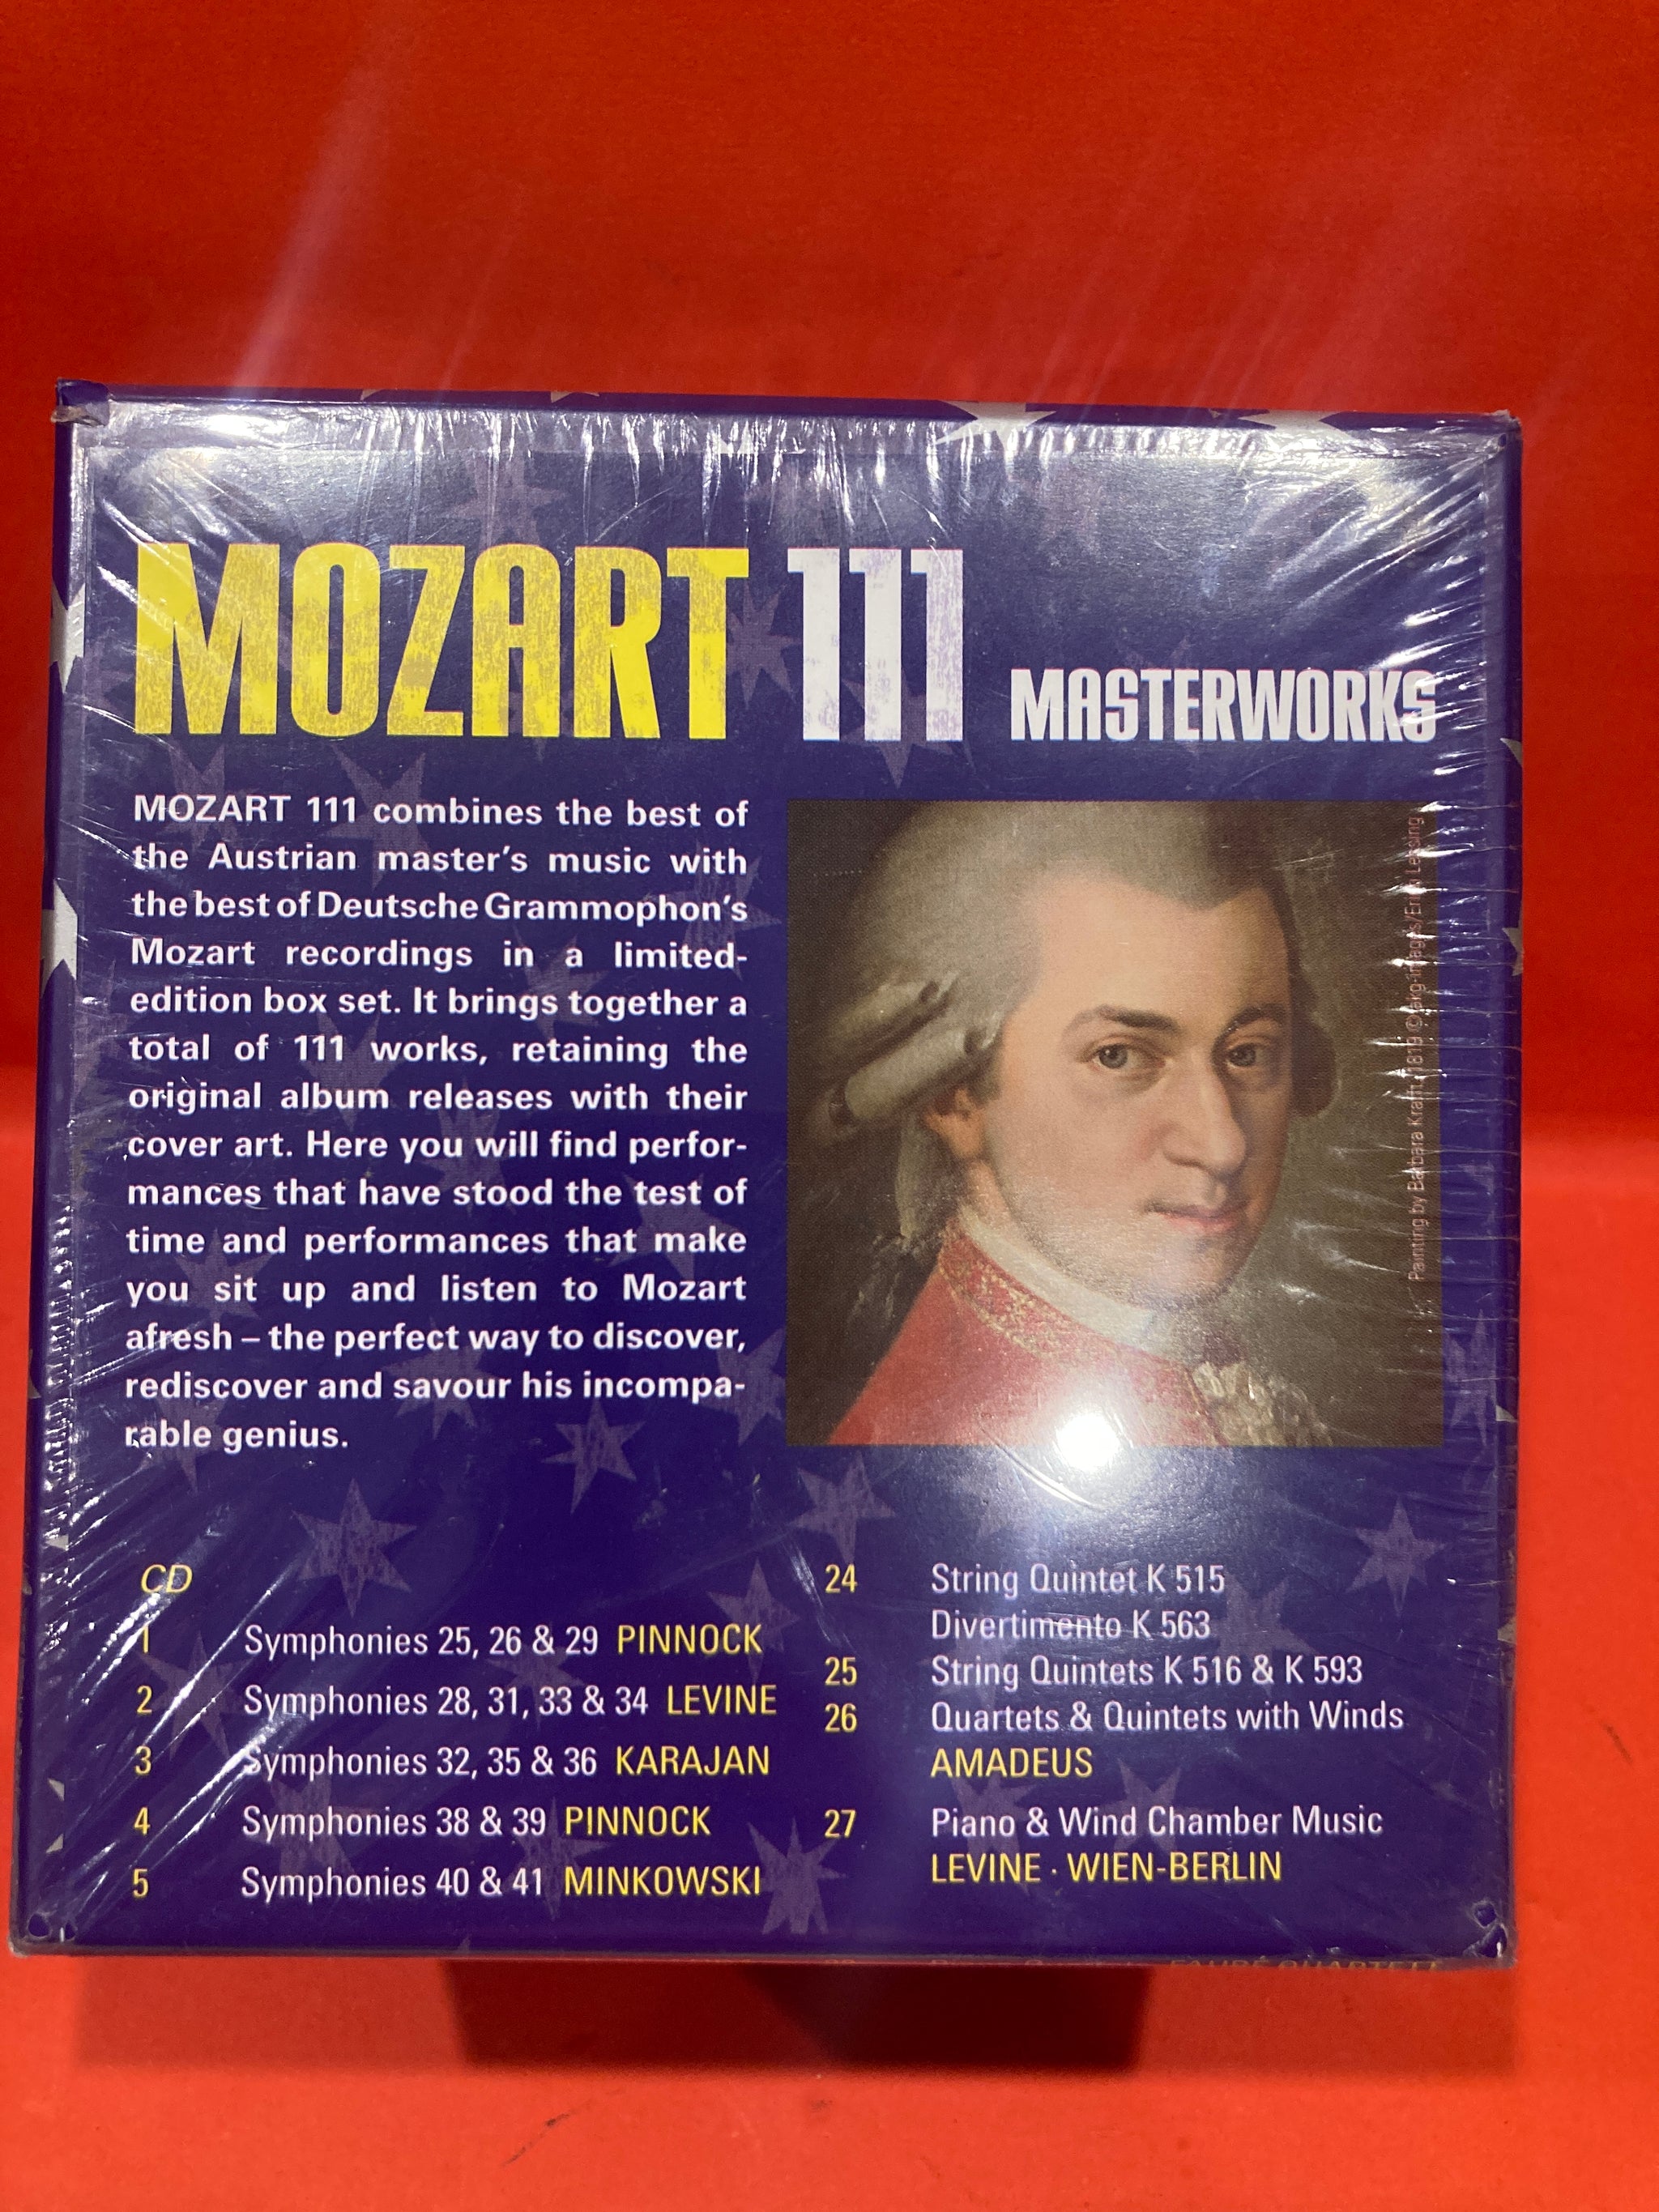 MOZART 111 MASTERWORKS
MOZART 111 combines the best of
the Austrian master's music with
the best of Deutsche Grammophon's
Mozart recordings in a limited-
edition box set. It brings together a
total of 111 works, retaining the
original album releases with their
cover art. Here you will find perfor-
mances that have stood the test of
time and performances that make
you sit up and listen to Mozart
afresh – the perfect way to discover,
rediscover and savour his incompa-
rable genius.
Painting by Barbara Krafft, 1819 © akg-images/Erich Lessing
CD
1 Symphonies 25, 26 & 29 PINNOCK
2 Symphonies 28, 31, 33 & 34 LEVINE
3 Symphonies 32, 35 & 36 KARAJAN
4 Symphonies 38 & 39 PINNOCK
5 Symphonies 40 & 41 MINKOWSKI
24 String Quintet K 515
Divertimento K 563
25 String Quintets K 516 & K 593
26 Quartets & Quintets with Winds
AMADEUS
27 Piano & Wind Chamber Music
LEVINE · WIEN-BERLIN